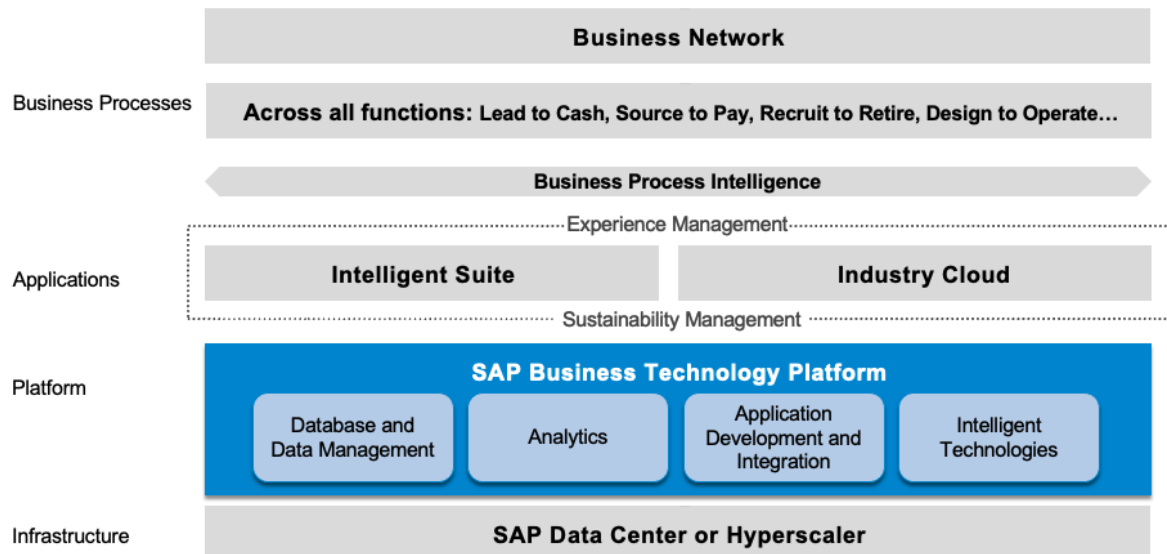 Business Network
Business Processes
Across all functions: Lead to Cash, Source to Pay, Recruit to Retire, Design to Operate…
Business Process Intelligence
Experience Management
Applications
Intelligent Suite
Industry Cloud
Sustainability Management
Platform
SAP Business Technology Platform
Database and
Data Management
Analytics
Application
Development and
Integration
Intelligent
Technologies
Infrastructure
SAP Data Center or Hyperscaler